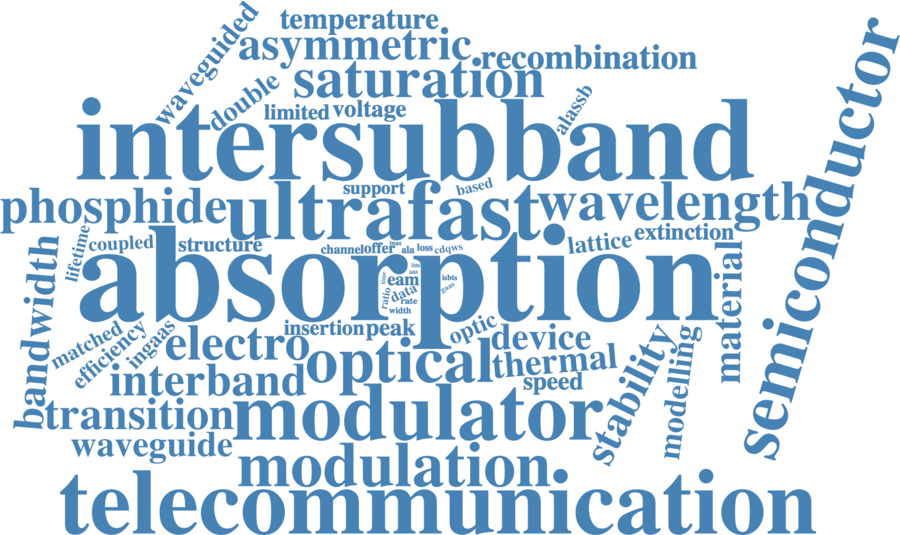 waveguided
temperature
asymmetric
recombination
saturation
double
limited
voltage
alassb
semiconductor
intersubband
support
based
phosphide
ultrafast
wavelength
lifetime
coupled
structure
channel
offer
inas
ala
loss
cdqws
lattice
extinction
bandwidth
absorption
material
time
eam
isbts
ratio
data
gaas
rate
width
matched
efficiency
ingaas
electro
insertion
peak
optic
device
stability
modelling
interband
optical
thermal
speed
transition
modulator
waveguide
modulation
telecommunication